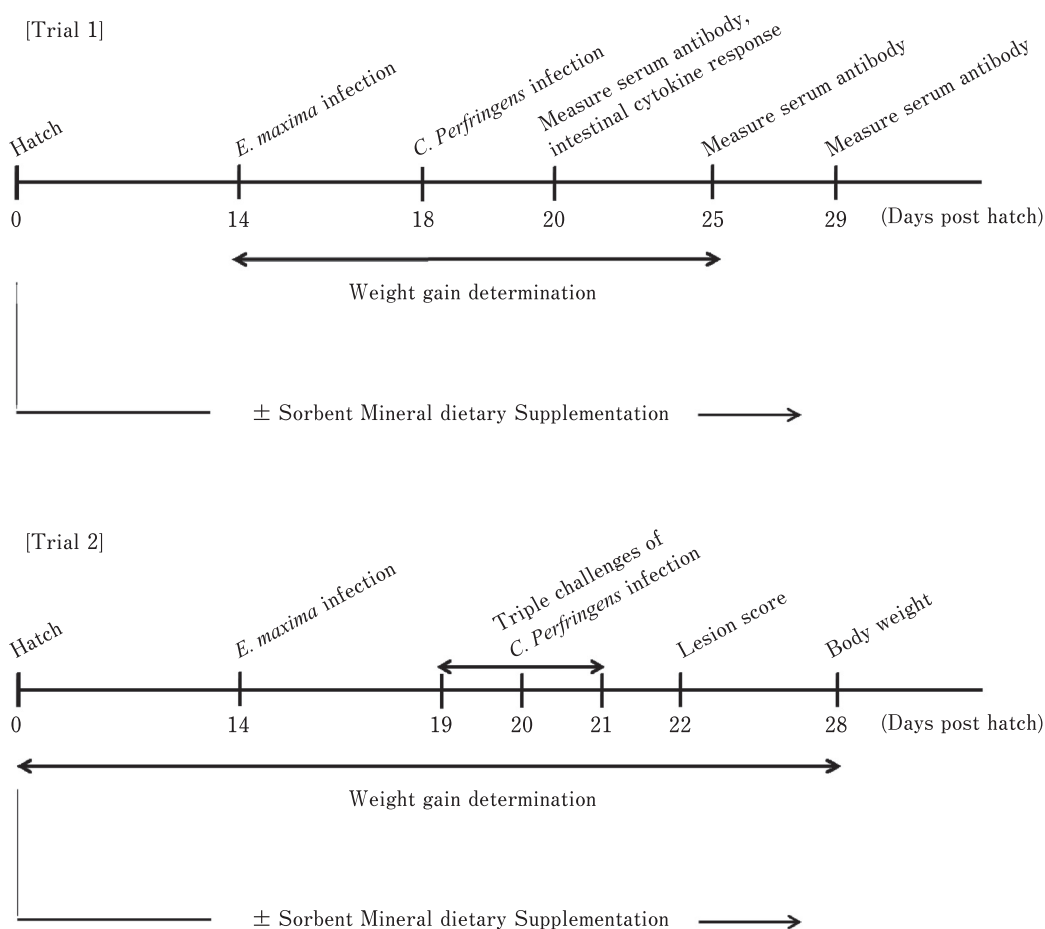 [Trial 1]
Hatch
E. maxima infection
C. Perfringens infection
Measure serum antibody,
intestinal cytokine response
Measure serum antibody
Measure serum antibody
0 14 18 20 25 29 (Days post hatch)
Weight gain determination
± Sorbent Mineral dietary Supplementation
[Trial 2]
Hatch
E. maxima infection
Triple challenges of
C. Perfringens infection
Lesion score
Body weight
0 14 19 20 21 22 28 (Days post hatch)
Weight gain determination
± Sorbent Mineral dietary Supplementation